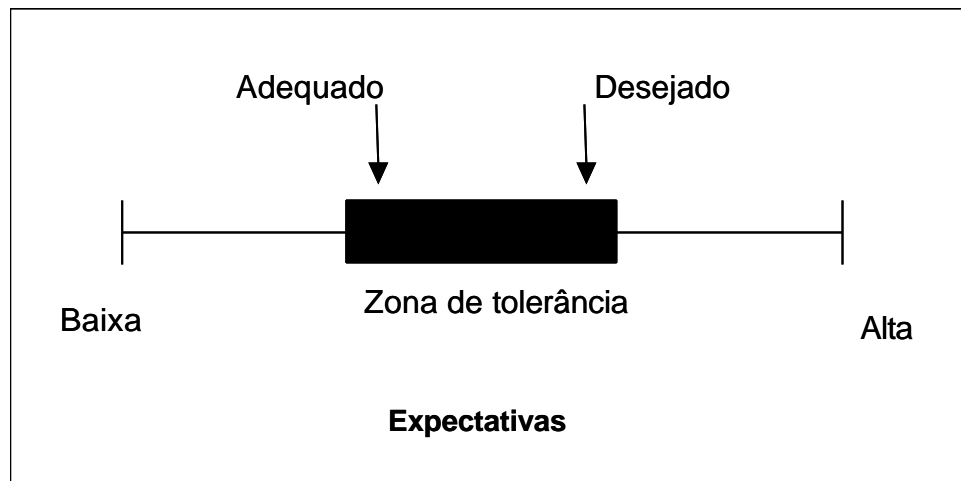 Adequado
Desejado
Zona de tolerância
Baixa
Alta
Expectativas